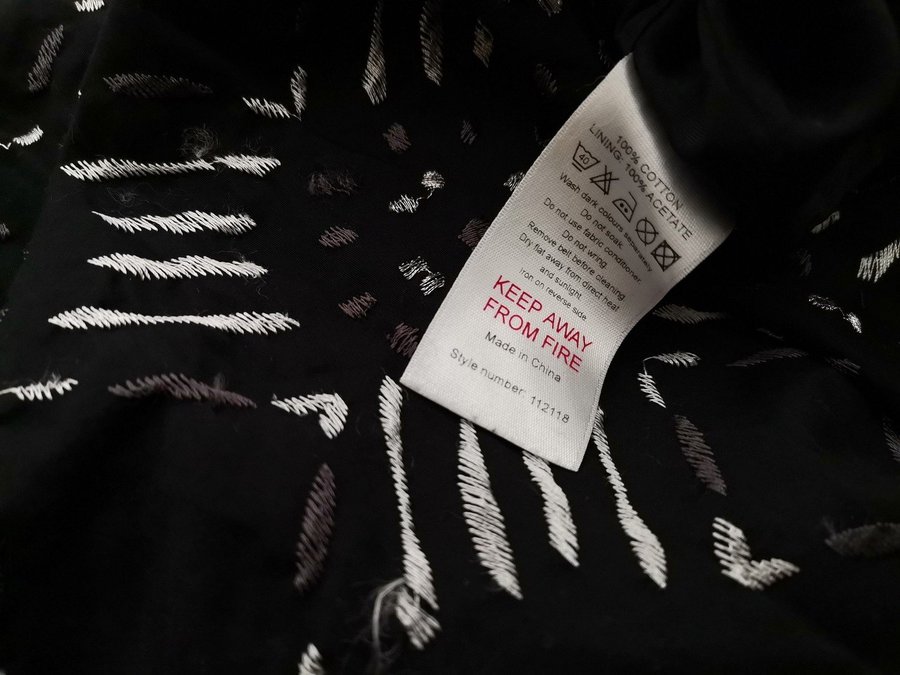 100% COTTON
LINING: 100% ACETATE
40
Wash dark colours separately
Do not soak.
Do not use fabric conditioner.
Do not wring.
Remove belt before cleaning
Dry flat away from direct heat
and sunlight.
iron on reverse side
KEEP AWAY
FROM FIRE
Made in China
Style number: 112118